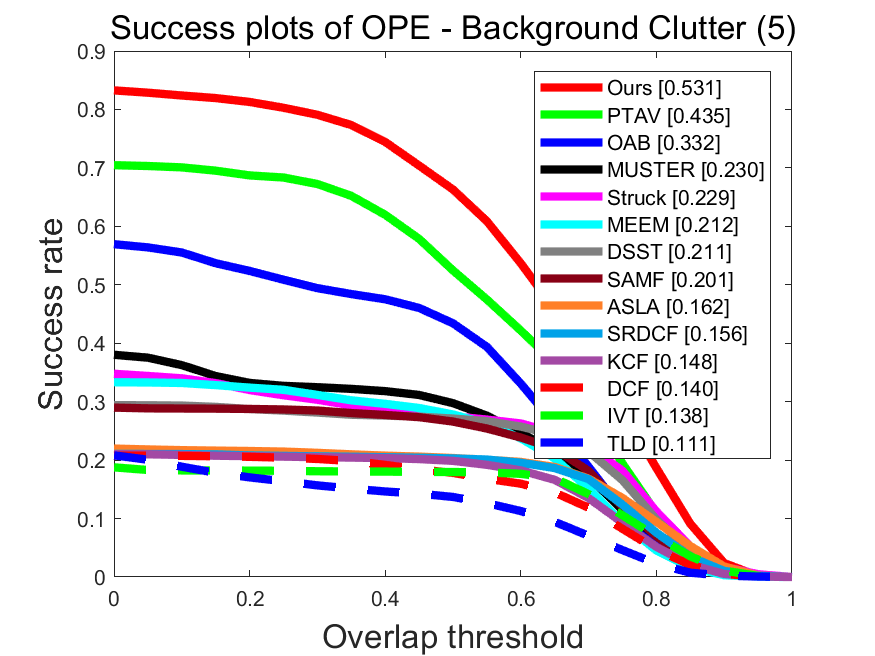 Success plots of OPE - Background Clutter (5)
0.9
0.8
0.7
0.6
0.5
0.4
0.3
0.2
0.1
0
Success rate
Ours [0.531]
PTAV [0.435]
OAB [0.332]
MUSTER [0.230]
Struck [0.229]
MEEM [0.212]
DSST [0.211]
SAMF [0.201]
ASLA [0.162]
SRDCF [0.156]
KCF [0.148]
DCF [0.140]
IVT [0.138]
TLD [0.111]
0 0.2 0.4 0.6 0.8 1
Overlap threshold